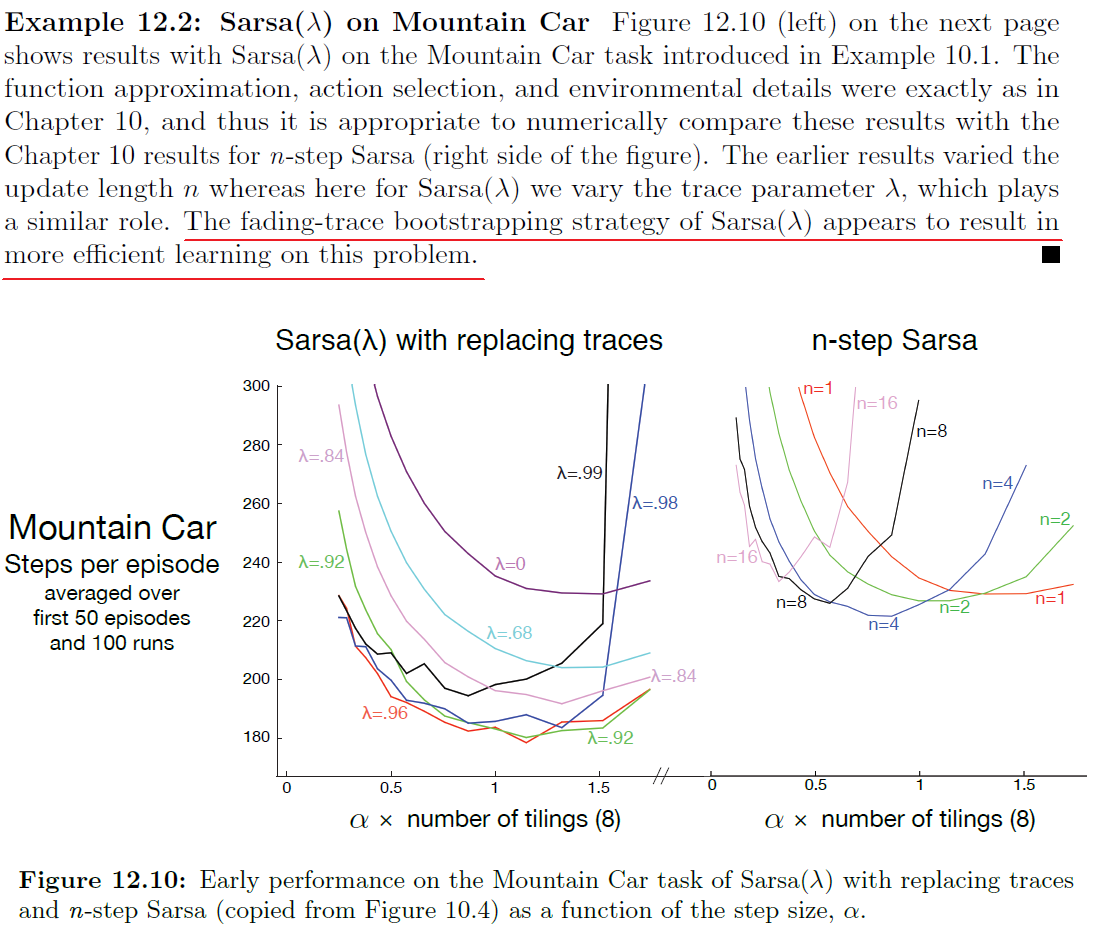 Example 12.2: Sarsa(λ) on Mountain Car Figure 12.10 (left) on the next page
shows results with Sarsa(λ) on the Mountain Car task introduced in Example 10.1. The
function approximation, action selection, and environmental details were exactly as in
Chapter 10, and thus it is appropriate to numerically compare these results with the
Chapter 10 results for n-step Sarsa (right side of the figure). The earlier results varied the
update length n whereas here for Sarsa(λ) we vary the trace parameter λ, which plays
a similar role. The fading-trace bootstrapping strategy of Sarsa(λ) appears to result in
more efficient learning on this problem.
Sarsa(λ) with replacing traces
n-step Sarsa
Mountain Car
Steps per episode
averaged over
first 50 episodes
and 100 runs
300
280
260
240
220
200
180
λ=.84
λ=.99
λ=.98
λ=.92
λ=0
λ=.68
λ=.84
λ=.96
λ=.92
0
0.5
1
1.5
α × number of tilings (8)
n=1
n=16
n=8
n=4
n=2
n=16
n=8
n=4
n=2
n=1
0
0.5
1
1.5
α × number of tilings (8)
Figure 12.10: Early performance on the Mountain Car task of Sarsa(λ) with replacing traces
and n-step Sarsa (copied from Figure 10.4) as a function of the step size, α.